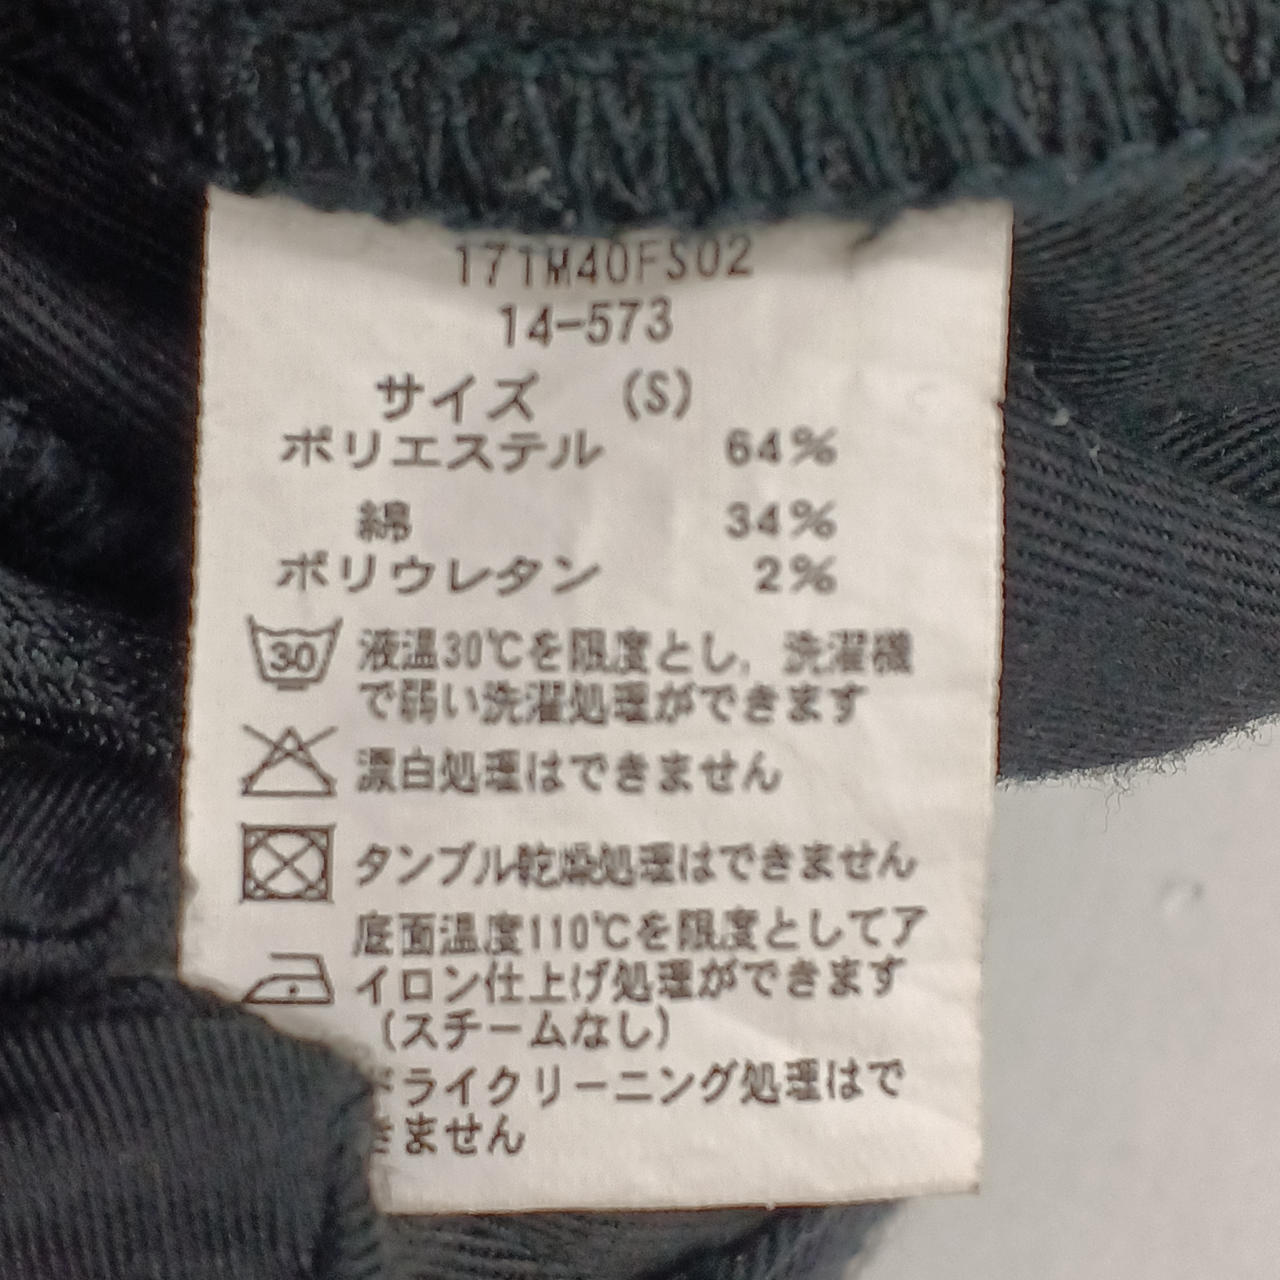 171M40FS02
14-573
サイズ (S)
ポリエステル 64%
綿 34%
ポリウレタン 2%
30 液温30℃を限度とし、洗濯機
で弱い洗濯処理ができます
漂白処理はできません
タンブル乾燥処理はできません
底面温度110℃を限度としてア
イロン仕上げ処理ができます
(スチームなし)
ドライクリーニング処理はで
きません